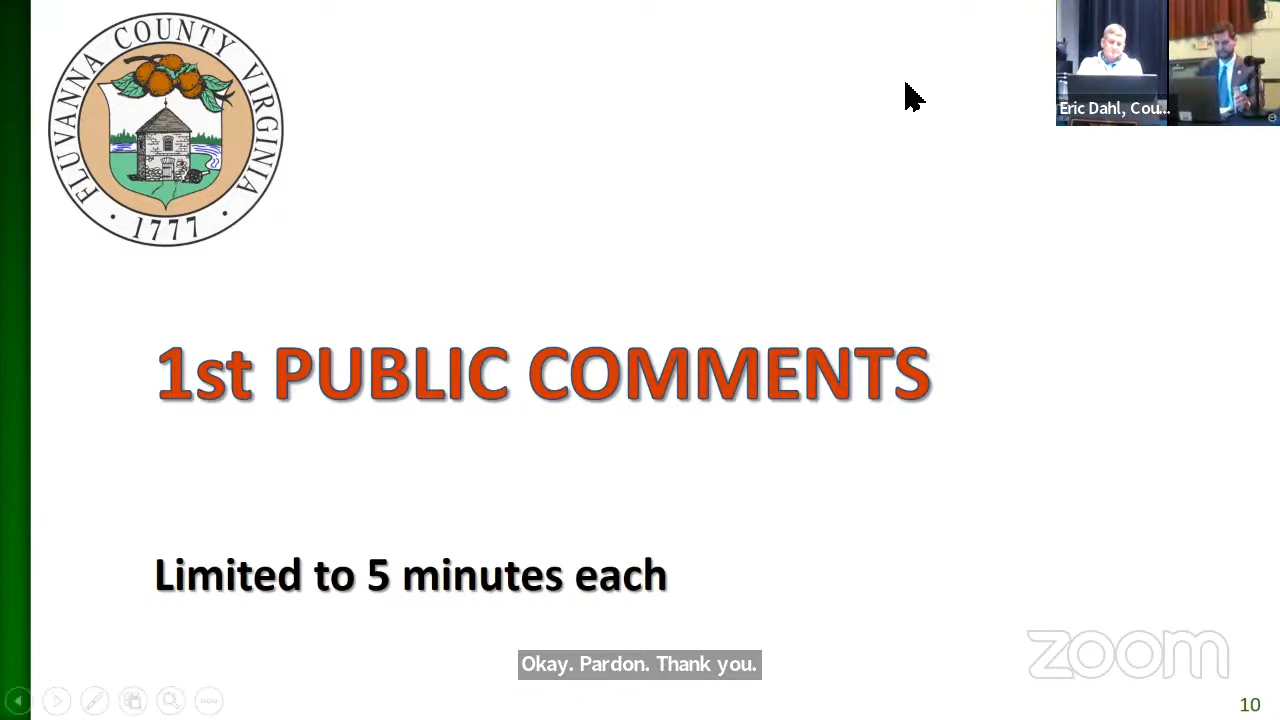 FLUVANNA COUNTY VIRGINIA
· 1777 ·
Eric Dahl, Cou...
1st PUBLIC COMMENTS
Limited to 5 minutes each
Okay. Pardon. Thank you.
zoom
10